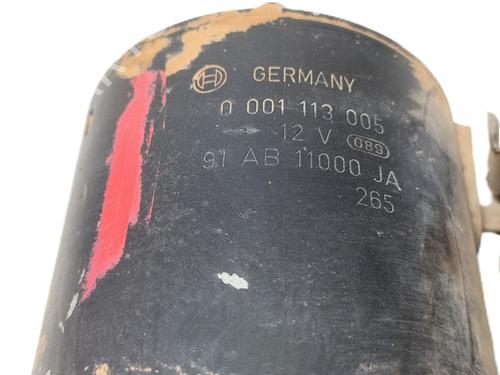 GERMANY
0 001 113 005
12 V 089
91 AB 11000 JA
265